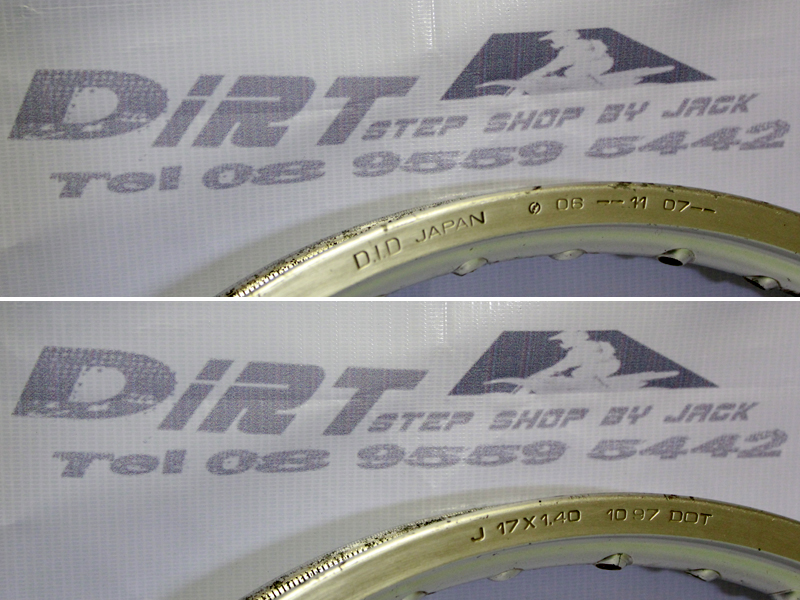 DiRT
STEP SHOP BY JACK
Tel 08 9559 5442
D.I.D JAPAN 06 --11 07--
DiRT
STEP SHOP BY JACK
Tel 08 9559 5442
J 17X1.40 10 97 DOT